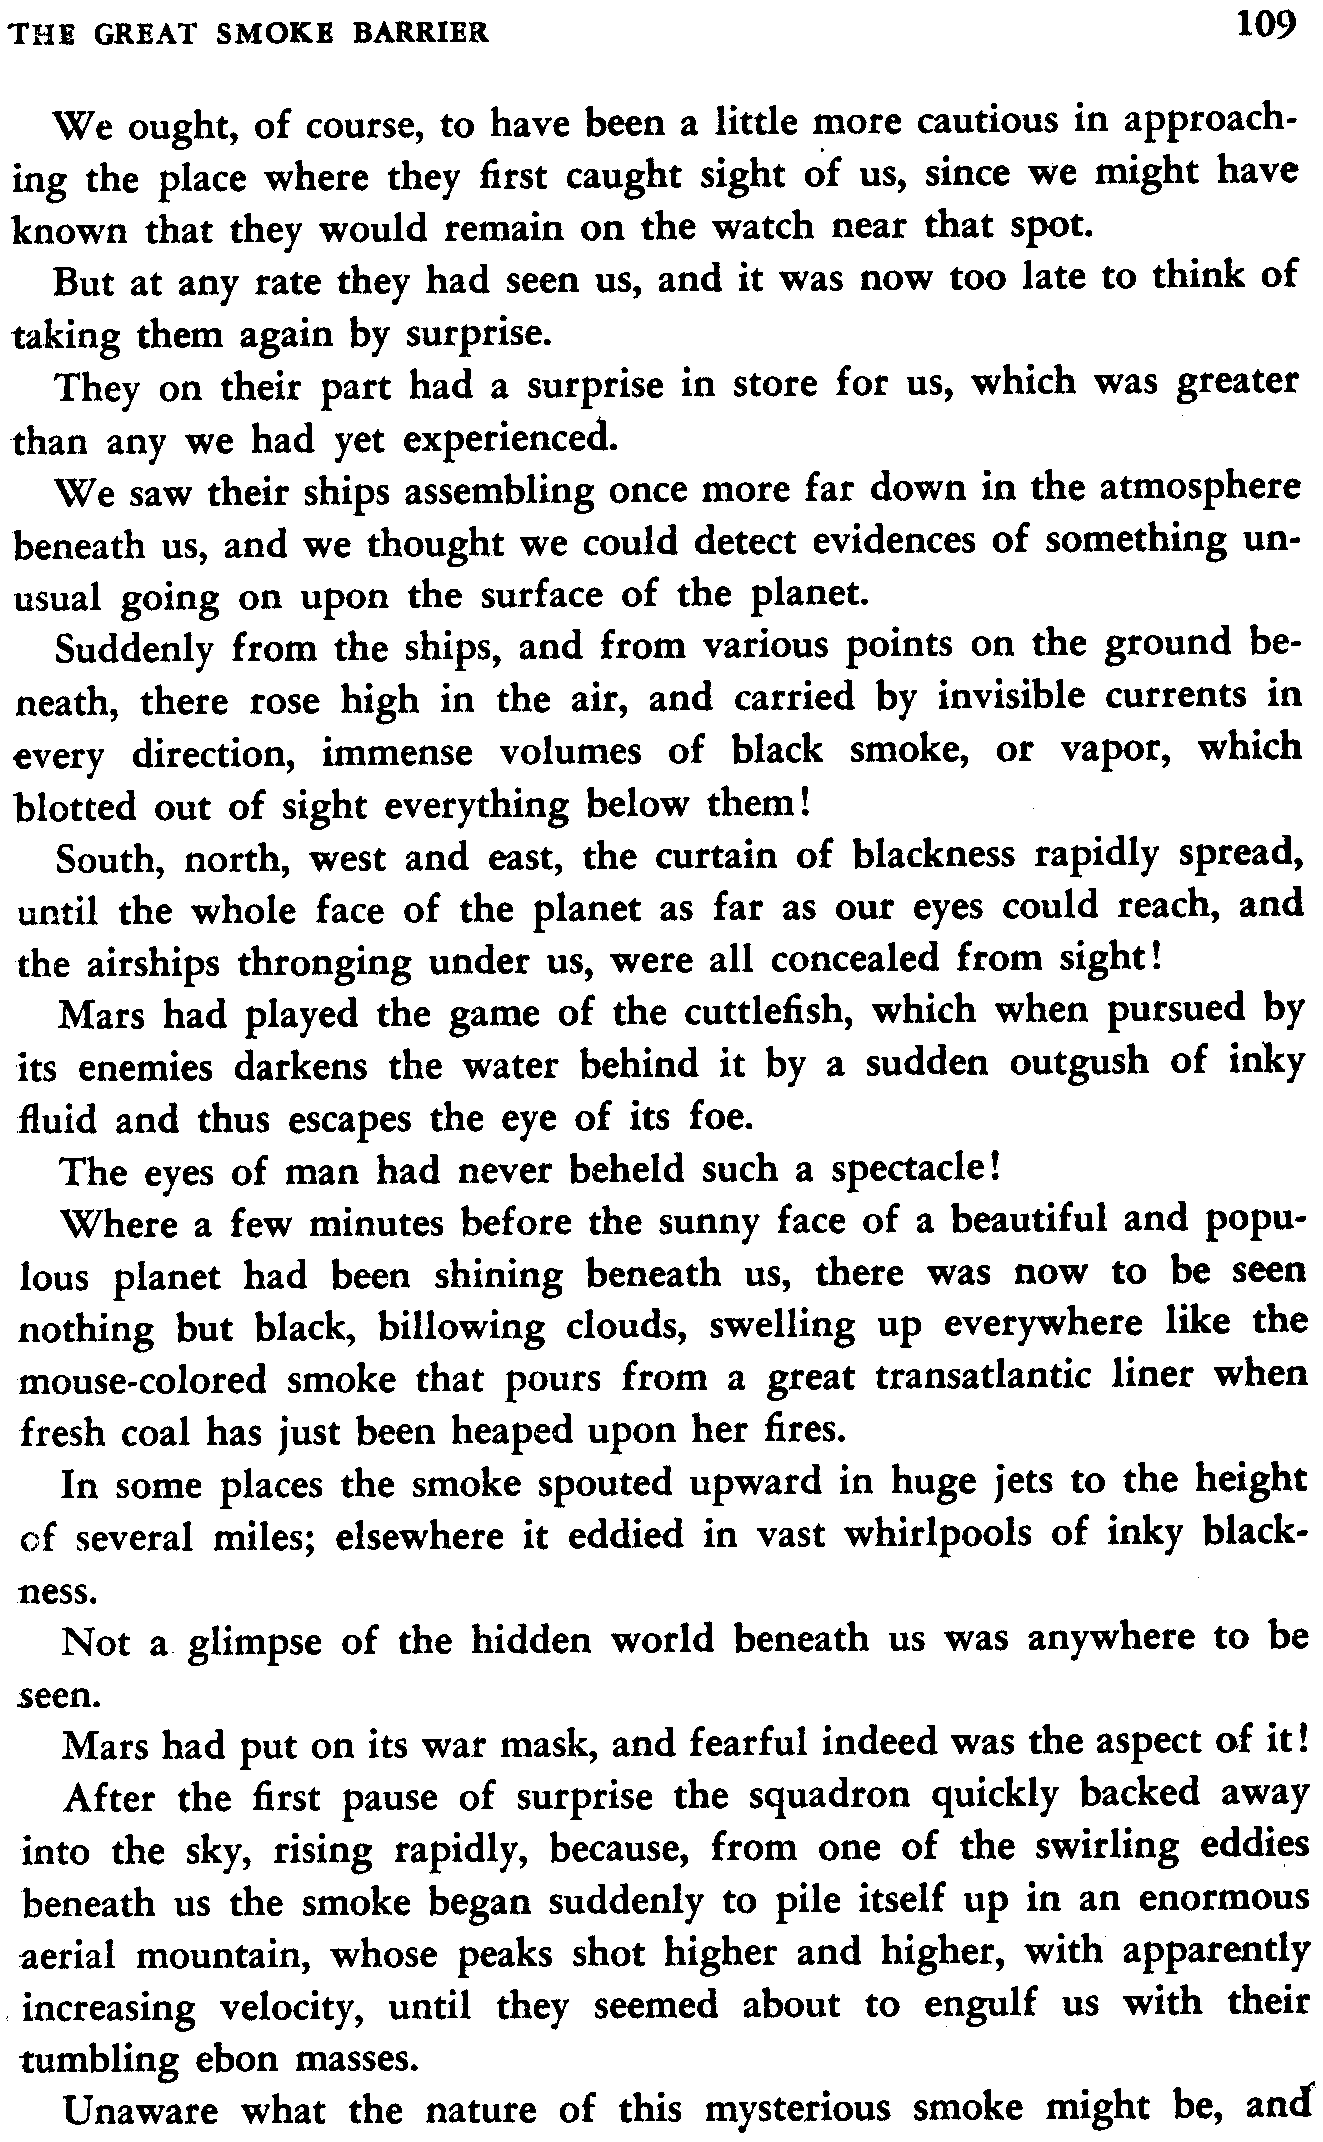 THE GREAT SMOKE BARRIER 109
We ought, of course, to have been a little more cautious in approach-
ing the place where they first caught sight of us, since we might have
known that they would remain on the watch near that spot.
But at any rate they had seen us, and it was now too late to think of
taking them again by surprise.
They on their part had a surprise in store for us, which was greater
than any we had yet experienced.
We saw their ships assembling once more far down in the atmosphere
beneath us, and we thought we could detect evidences of something un-
usual going on upon the surface of the planet.
Suddenly from the ships, and from various points on the ground be-
neath, there rose high in the air, and carried by invisible currents in
every direction, immense volumes of black smoke, or vapor, which
blotted out of sight everything below them!
South, north, west and east, the curtain of blackness rapidly spread,
until the whole face of the planet as far as our eyes could reach, and
the airships thronging under us, were all concealed from sight!
Mars had played the game of the cuttlefish, which when pursued by
its enemies darkens the water behind it by a sudden outgush of inky
fluid and thus escapes the eye of its foe.
The eyes of man had never beheld such a spectacle!
Where a few minutes before the sunny face of a beautiful and popu-
lous planet had been shining beneath us, there was now to be seen
nothing but black, billowing clouds, swelling up everywhere like the
mouse-colored smoke that pours from a great transatlantic liner when
fresh coal has just been heaped upon her fires.
In some places the smoke spouted upward in huge jets to the height
of several miles; elsewhere it eddied in vast whirlpools of inky black-
ness.
Not a glimpse of the hidden world beneath us was anywhere to be
seen.
Mars had put on its war mask, and fearful indeed was the aspect of it!
After the first pause of surprise the squadron quickly backed away
into the sky, rising rapidly, because, from one of the swirling eddies
beneath us the smoke began suddenly to pile itself up in an enormous
aerial mountain, whose peaks shot higher and higher, with apparently
increasing velocity, until they seemed about to engulf us with their
tumbling ebon masses.
Unaware what the nature of this mysterious smoke might be, and